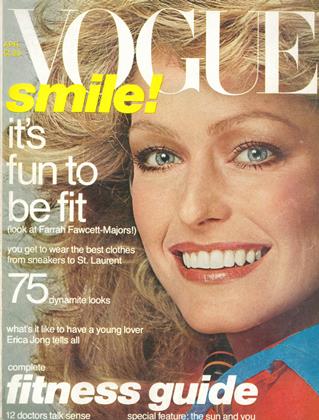 VOGUE
APR.
smile!
it's
fun to
be fit
(look at Farrah Fawcett-Majors!)
you get to wear the best clothes
from sneakers to St. Laurent
75 dynamite looks
what's it like to have a young lover
Erica Jong tells all
complete
fitness guide
12 doctors talk sense
special feature: the sun and you